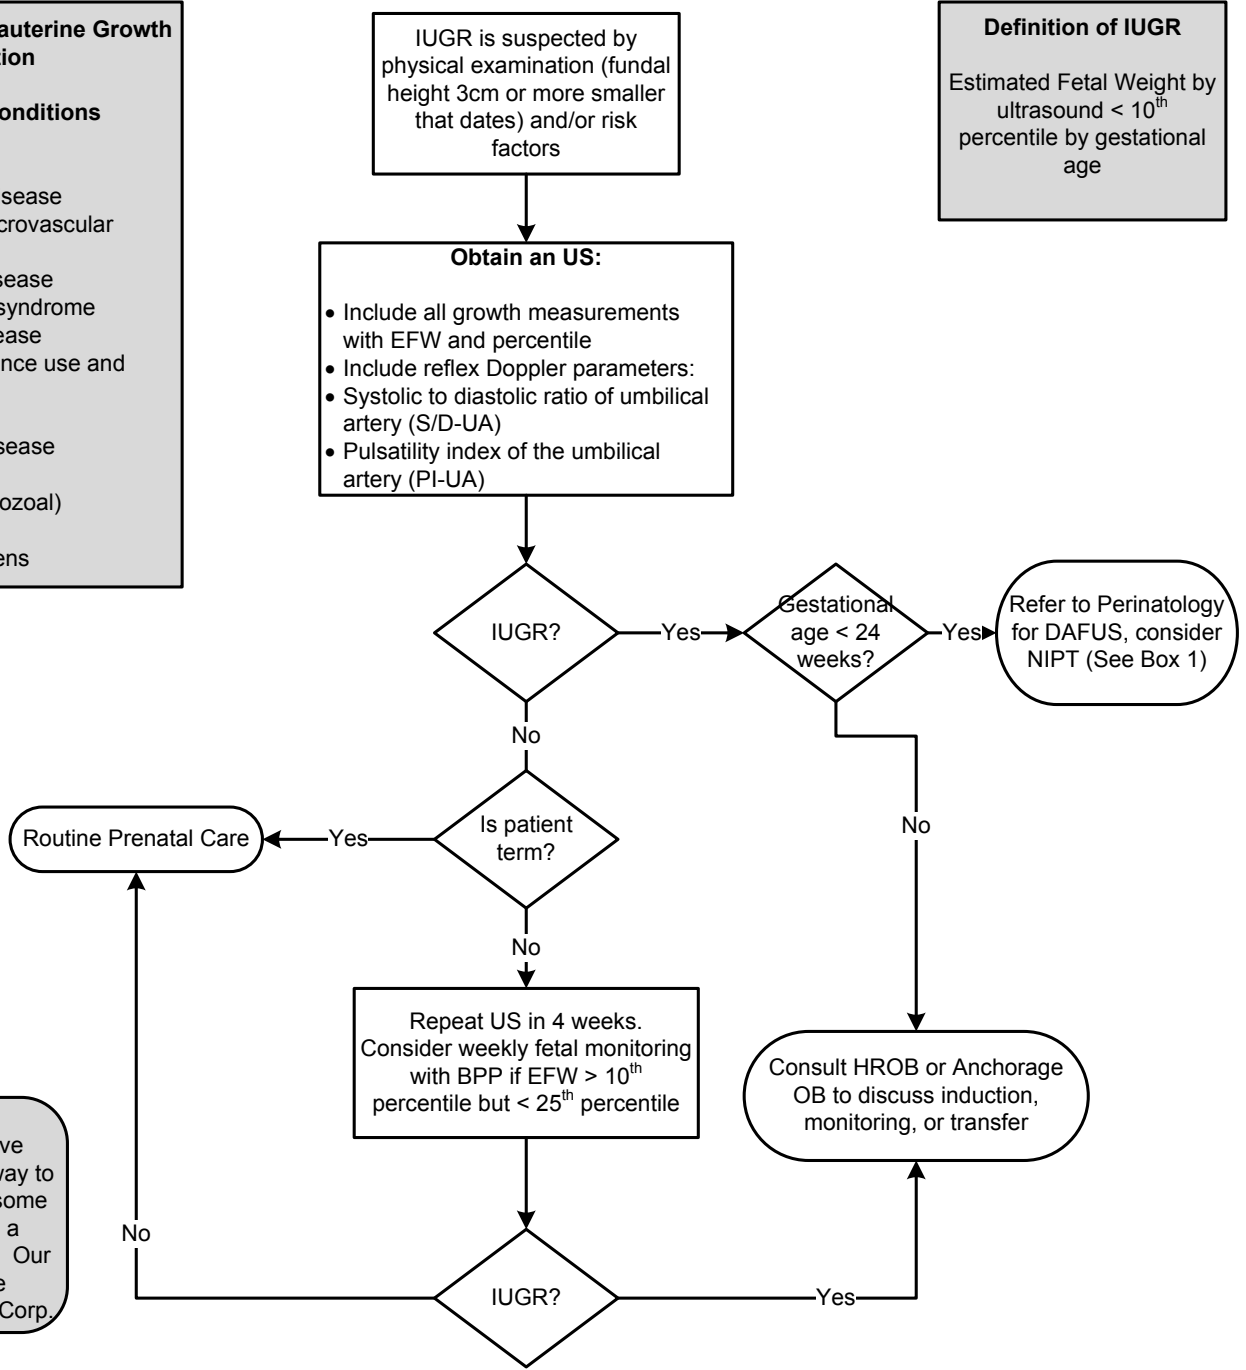 auterine Growth
tion
onditions
sease
crovascular
sease
syndrome
ease
nce use and
sease
ozoal)
ens
IUGR is suspected by
physical examination (fundal
height 3cm or more smaller
that dates) and/or risk
factors
Definition of IUGR
Estimated Fetal Weight by
ultrasound < 10th
percentile by gestational
age
Obtain an US:
• Include all growth measurements
with EFW and percentile
• Include reflex Doppler parameters:
• Systolic to diastolic ratio of umbilical
artery (S/D-UA)
• Pulsatility index of the umbilical
artery (PI-UA)
IUGR?
Yes
Gestational
age < 24
weeks?
Yes
Refer to Perinatology
for DAFUS, consider
NIPT (See Box 1)
No
No
Is patient
term?
Yes
Routine Prenatal Care
No
Repeat US in 4 weeks.
Consider weekly fetal monitoring
with BPP if EFW > 10th
percentile but < 25th percentile
Consult HROB or Anchorage
OB to discuss induction,
monitoring, or transfer
ve
way to
some
a
Our
e
Corp.
No
IUGR?
Yes